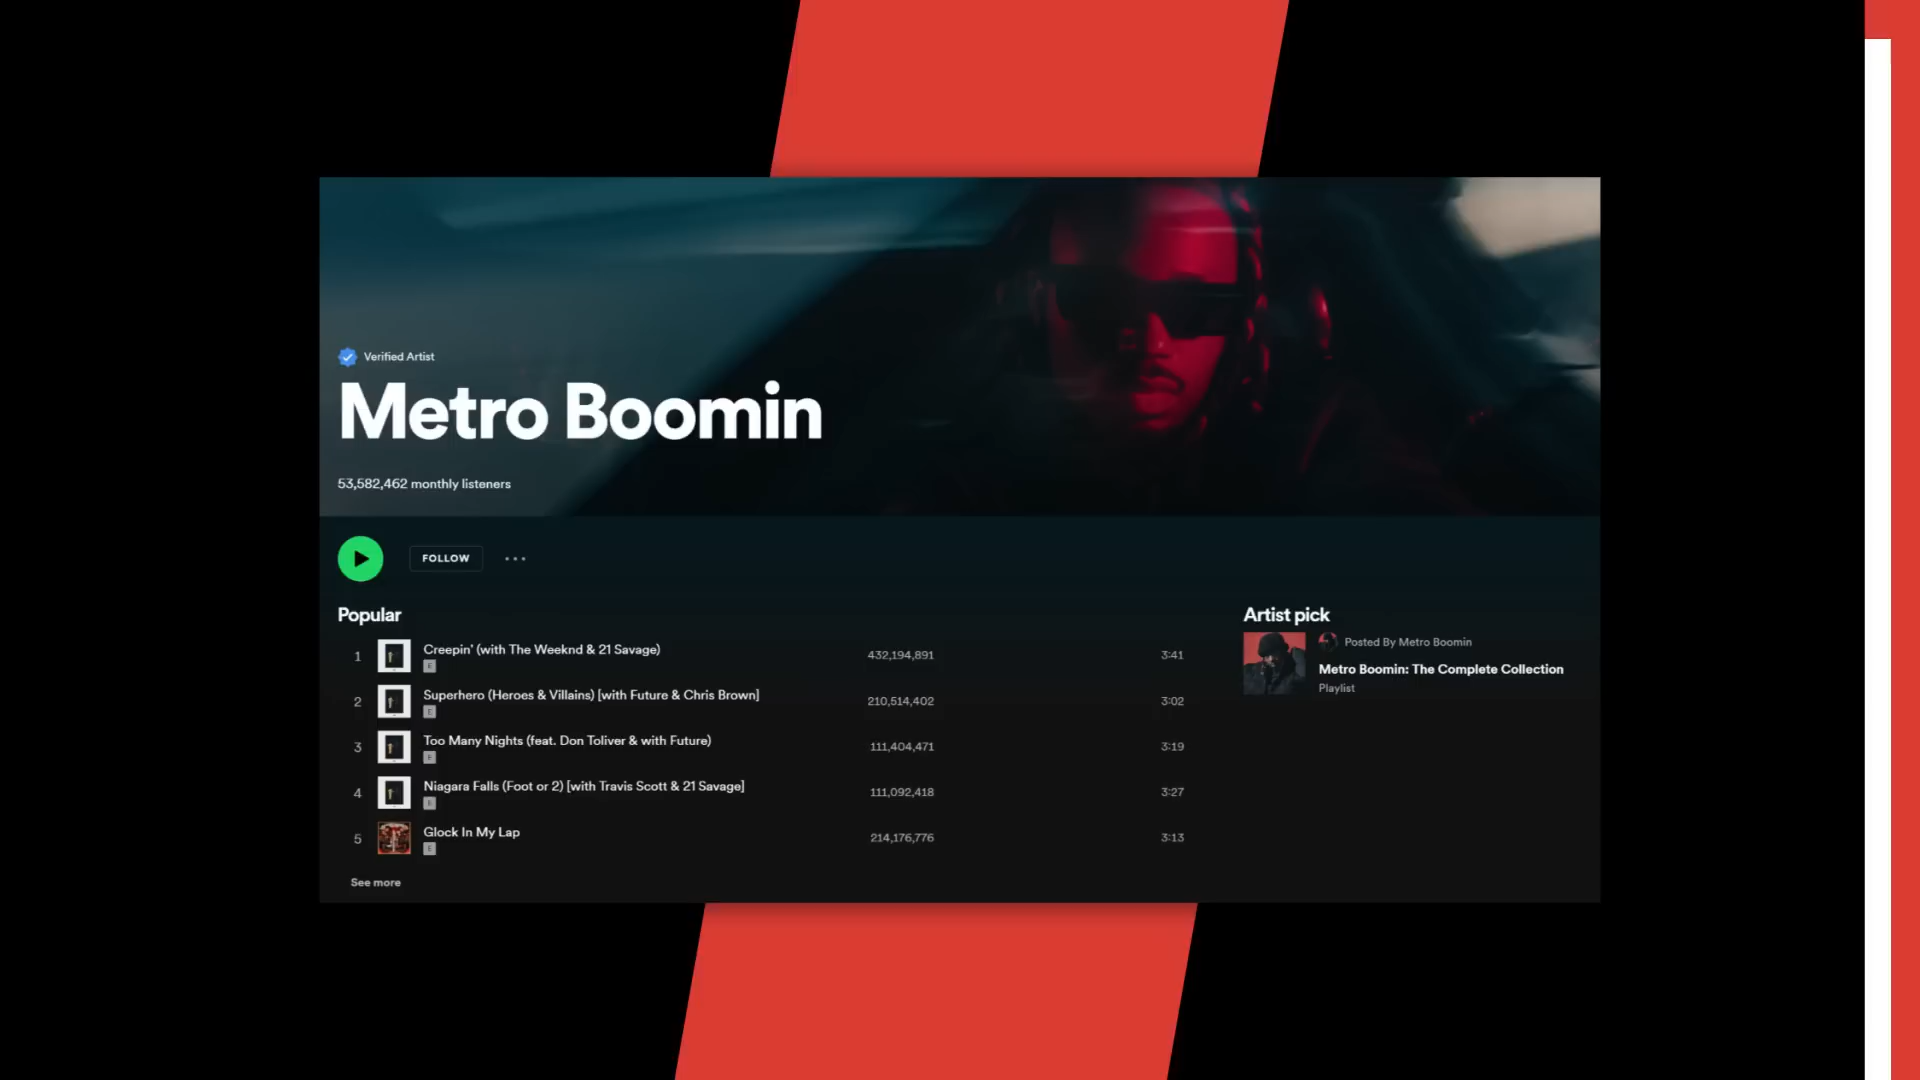 Verified Artist
Metro Boomin
53,582,462 monthly listeners
FOLLOW
Popular
1 Creepin' (with The Weeknd & 21 Savage) 432,194,891 3:41
E
2 Superhero (Heroes & Villains) [with Future & Chris Brown] 210,514,402 3:02
E
3 Too Many Nights (feat. Don Toliver & with Future) 111,404,471 3:19
E
4 Niagara Falls (Foot or 2) [with Travis Scott & 21 Savage] 111,092,418 3:27
E
5 Glock In My Lap 214,176,776 3:13
E
See more
Artist pick
Posted By Metro Boomin
Metro Boomin: The Complete Collection
Playlist